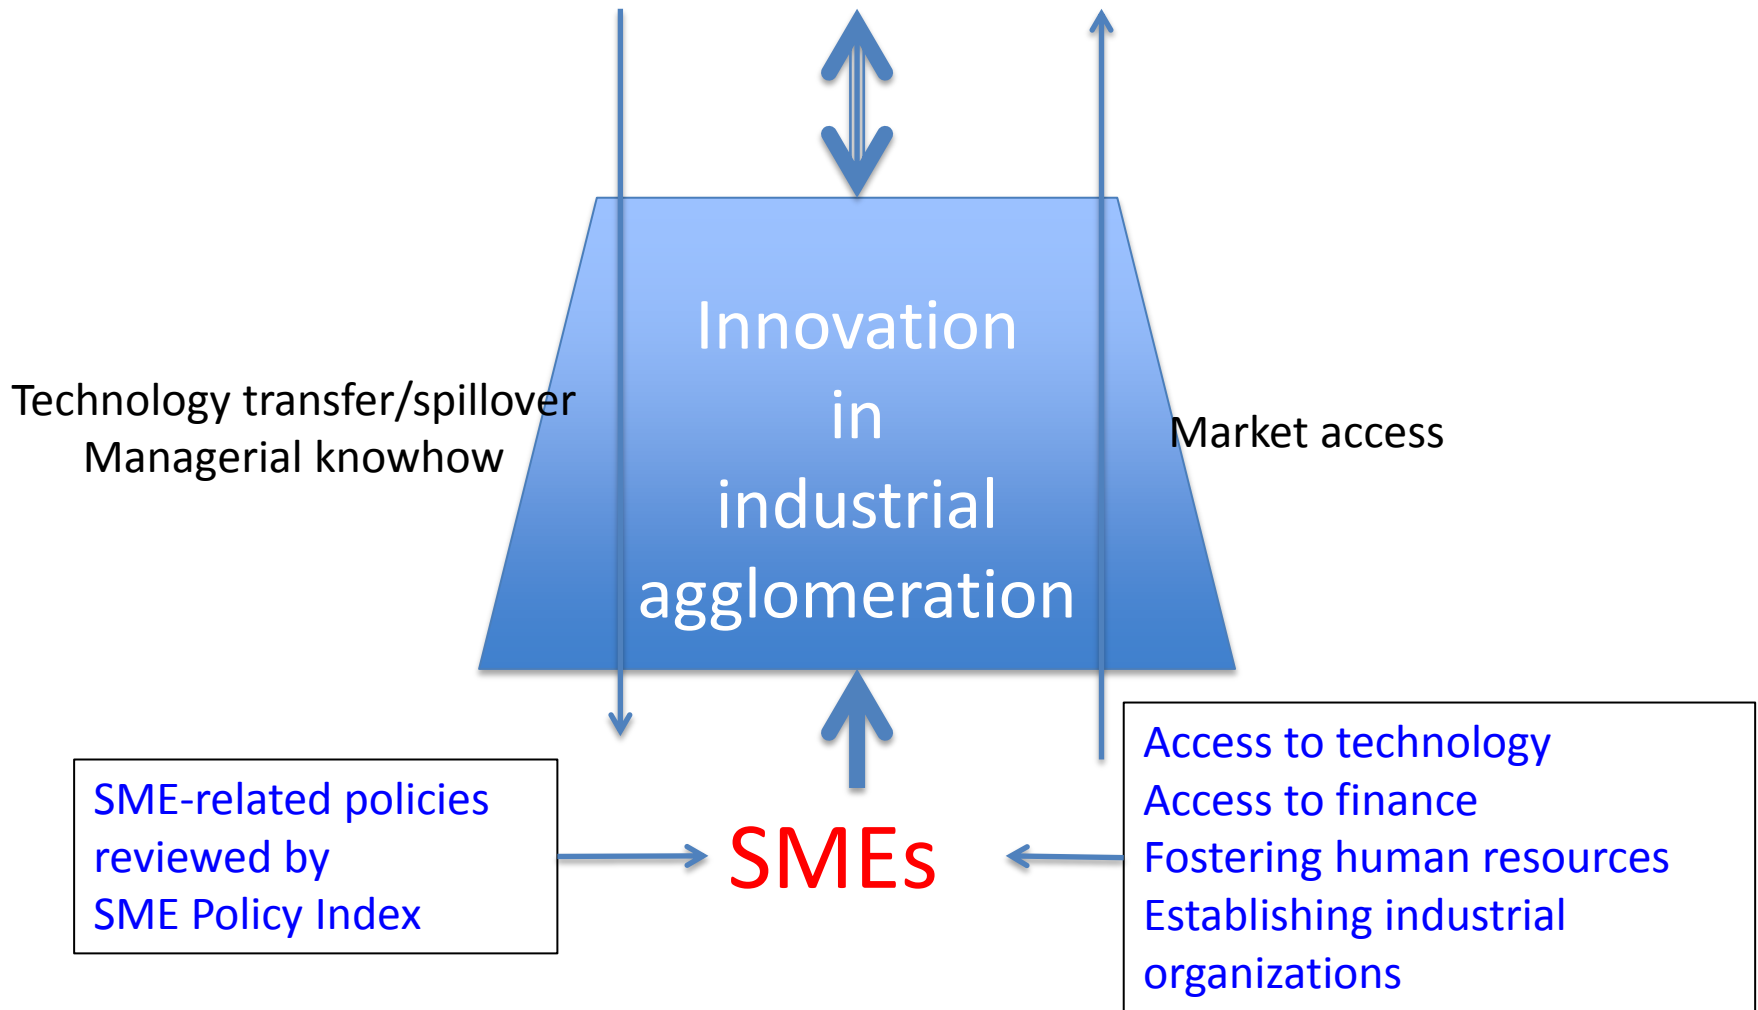 Innovation
in
industrial
agglomeration
Technology transfer/spillover
Managerial knowhow
Market access
SME-related policies
reviewed by
SME Policy Index
SMEs
Access to technology
Access to finance
Fostering human resources
Establishing industrial
organizations